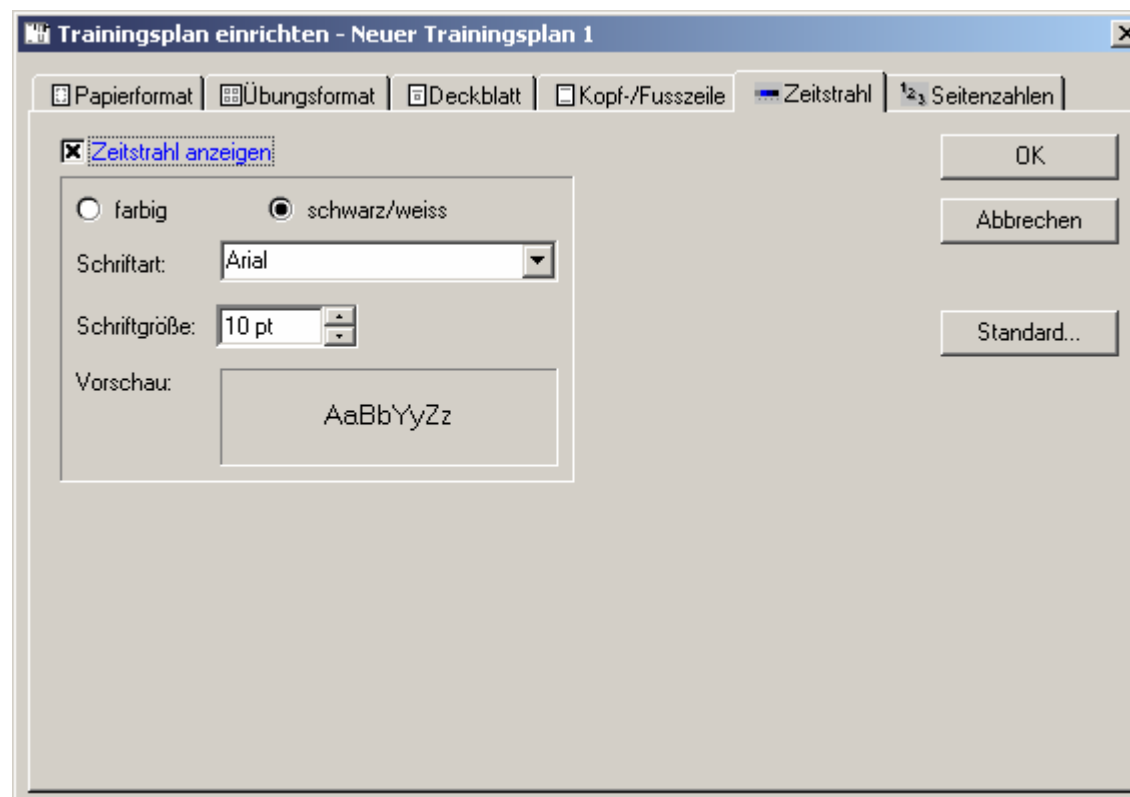 Trainingsplan einrichten - Neuer Trainingsplan 1
Papierformat Übungsformat Deckblatt Kopf-/Fusszeile Zeitstrahl 123 Seitenzahlen
Zeitstrahl anzeigen
OK
farbig schwarz/weiss
Abbrechen
Schriftart: Arial
Schriftgröße: 10 pt
Standard...
Vorschau:
AaBbYyZz